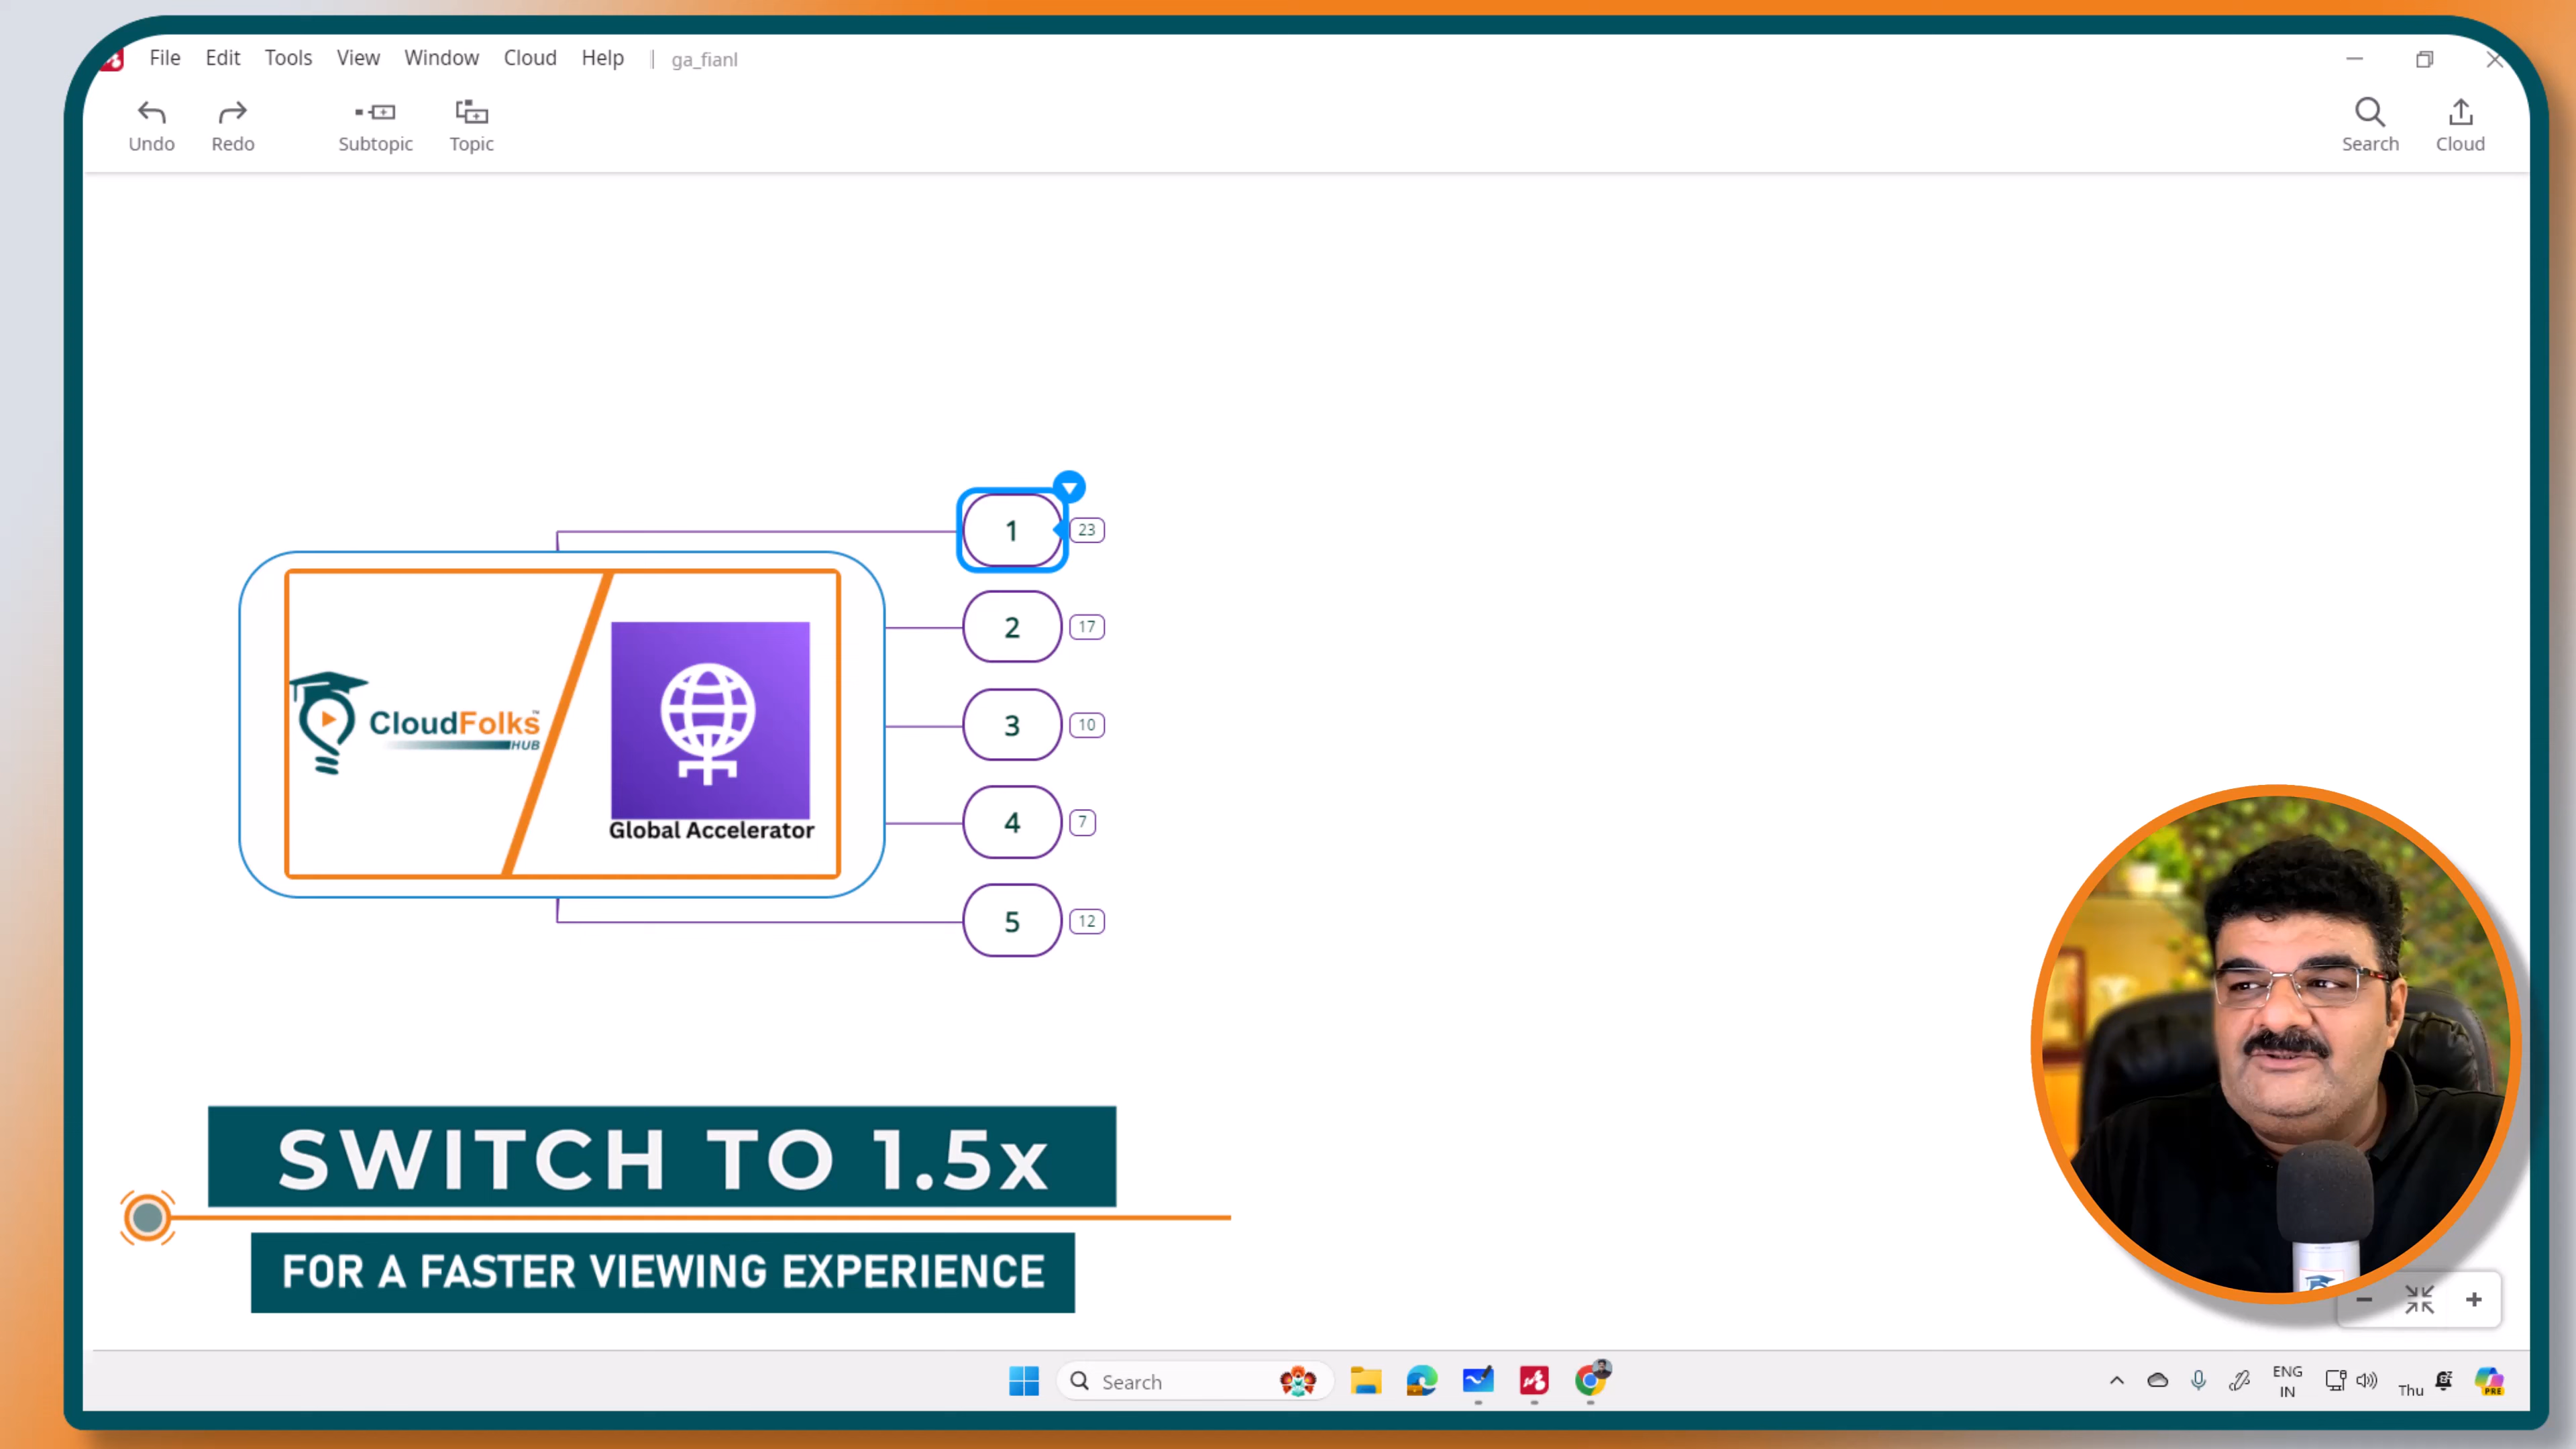 File Edit Tools View Window Cloud Help | ga_fianl
Undo Redo Subtopic Topic Search Cloud
1 23
2 17
3 10
4 7
5 12
CloudFolks™
HUB
Global Accelerator
SWITCH TO 1.5x
FOR A FASTER VIEWING EXPERIENCE
Search
ENG
IN
Thu
PRE